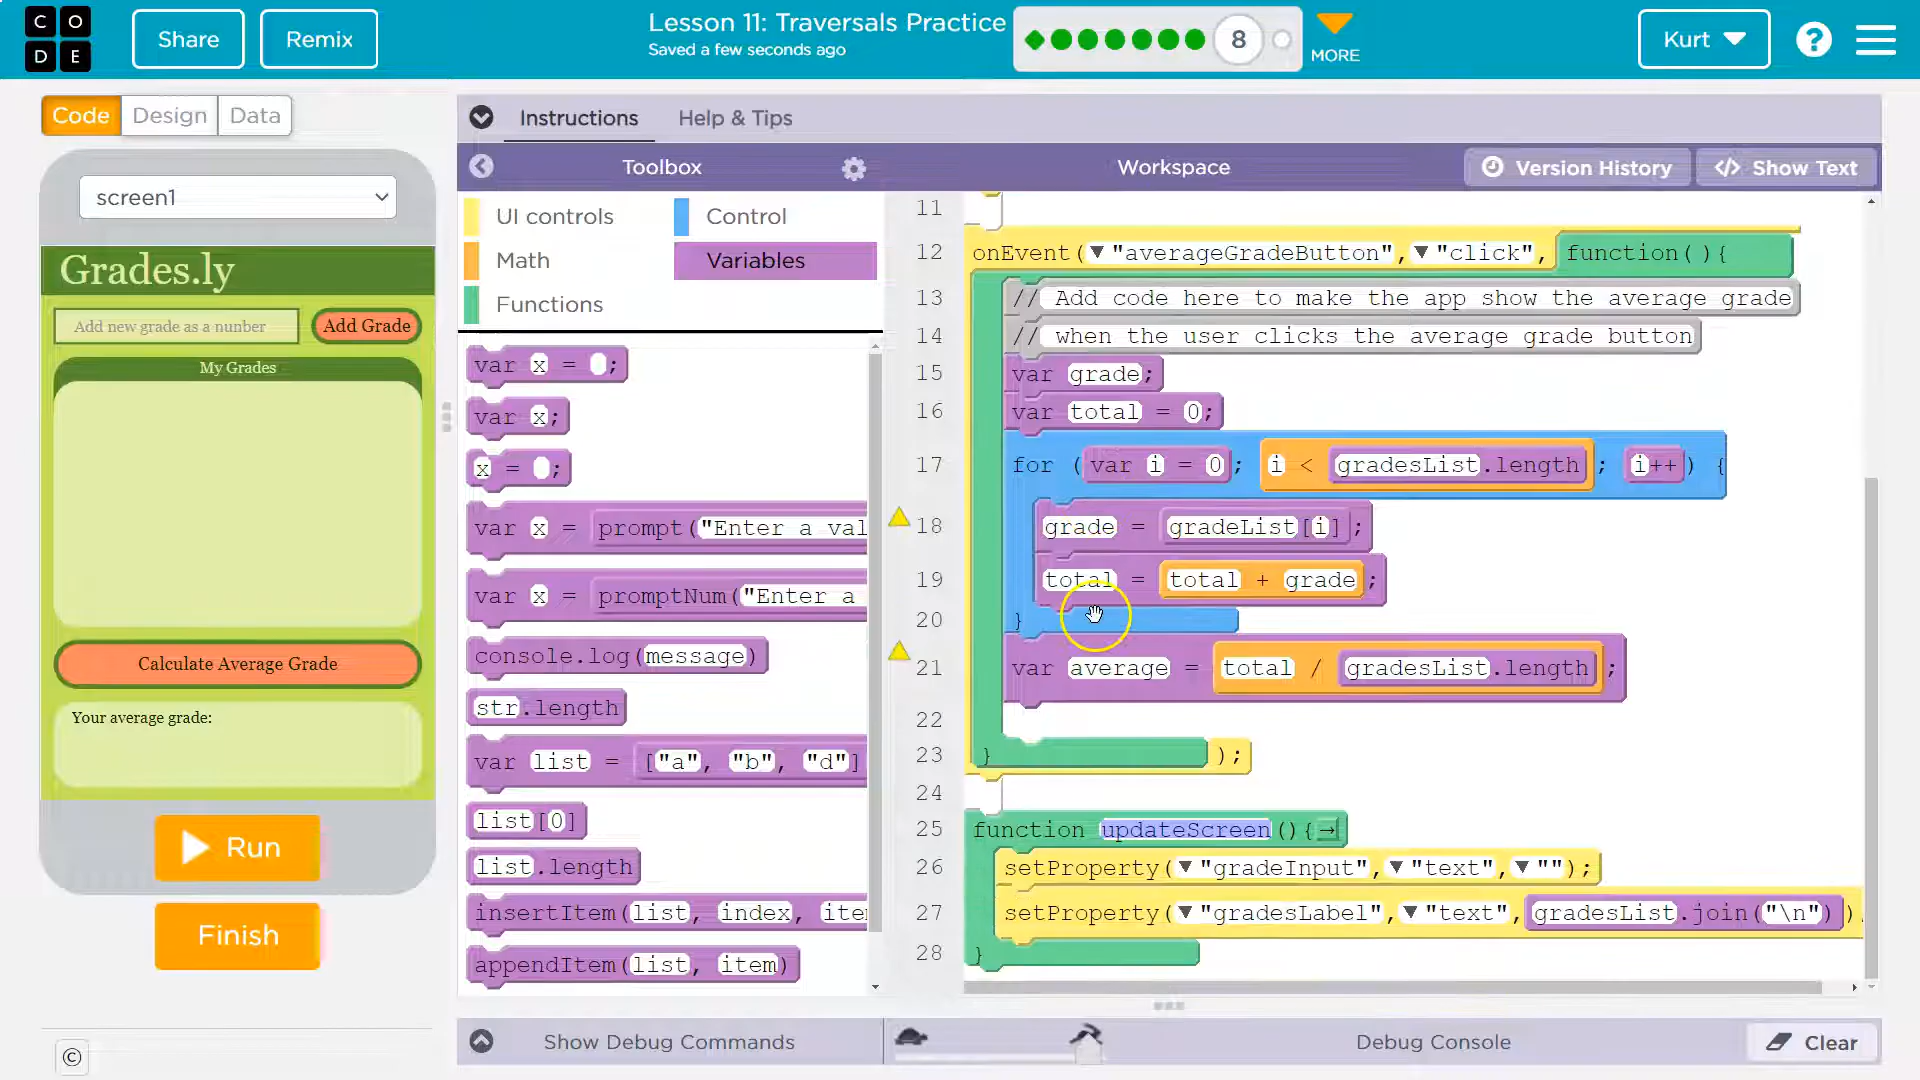 CO
DE
Share
Remix
Lesson 11: Traversals Practice
Saved a few seconds ago
8
MORE
Kurt
?
Code
Design
Data
Instructions
Help & Tips
Toolbox
Workspace
Version History
</> Show Text
screen1
Grades.ly
Add new grade as a nunber
Add Grade
My Grades
Calculate Average Grade
Your average grade:
Run
Finish
©
UI controls
Control
Math
Variables
Functions
var x = ;
var x;
x = ;
var x = prompt("Enter a val
var x = promptNum("Enter a
console.log(message)
str.length
var list = ["a", "b", "d"]
list[0]
list.length
insertItem(list, index, ite
appendItem(list, item)
11
12 onEvent( "averageGradeButton", "click", function( ){
13 // Add code here to make the app show the average grade
14 // when the user clicks the average grade button
15 var grade;
16 var total = 0;
17 for (var i = 0; i < gradesList.length; i++) {
18 grade = gradeList[i];
19 total = total + grade;
20 }
21 var average = total / gradesList.length;
22
23 } );
24
25 function updateScreen(){→
26 setProperty( "gradeInput", "text", "");
27 setProperty( "gradesLabel", "text", gradesList.join("\n"))
28 }
Show Debug Commands
Debug Console
Clear